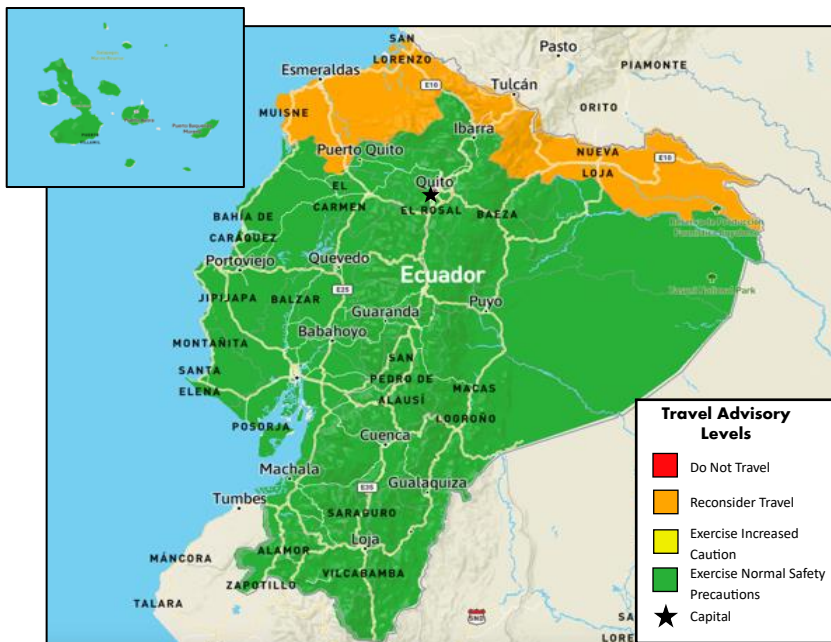 SAN
LORENZO
Pasto
PIAMONTE
Esmeraldas
E10
Tulcán
ORITO
MUISNE
Ibarra
Puerto Quito
NUEVA
LOJA
E10
EL
CARMEN
Quito
EL ROSAL
BAEZA
BAHÍA DE
CARÁQUEZ
Portoviejo
Quevedo
Ecuador
Yasuni National Park
JIPIJAPA
BALZAR
E25
Guaranda
Puyo
Babahoyo
MONTAÑITA
SAN
PEDRO DE
ALAUSÍ
SANTA
ELENA
MACAS
LOGROÑO
POSORJA
Cuenca
Machala
E35
Gualaquiza
Tumbes
SARAGURO
Loja
ALAMOR
MÁNCORA
ZAPOTILLO
VILCABAMBA
TALARA
Travel Advisory
Levels
Do Not Travel
Reconsider Travel
Exercise Increased
Caution
Exercise Normal Safety
Precautions
Capital